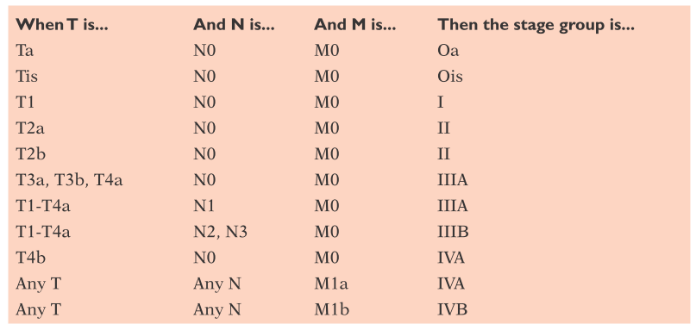 When T is... And N is... And M is... Then the stage group is...
Ta N0 M0 Oa
Tis N0 M0 Ois
T1 N0 M0 I
T2a N0 M0 II
T2b N0 M0 II
T3a, T3b, T4a N0 M0 IIIA
T1-T4a N1 M0 IIIA
T1-T4a N2, N3 M0 IIIB
T4b N0 M0 IVA
Any T Any N M1a IVA
Any T Any N M1b IVB